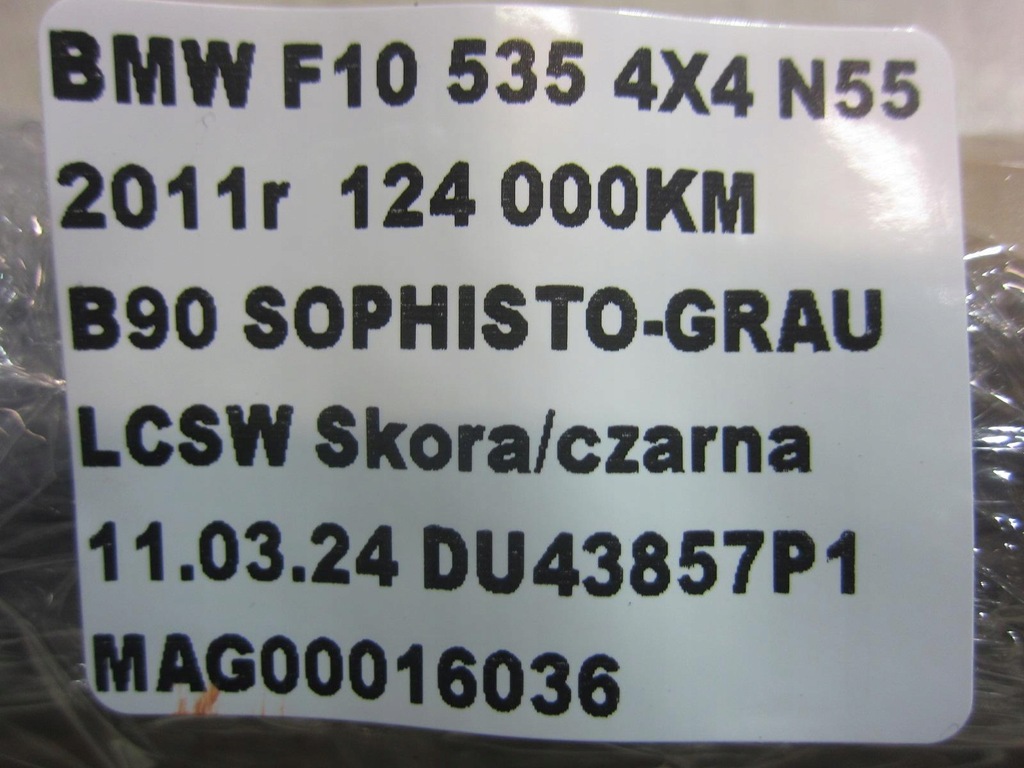 BMW F10 535 4X4 N55
2011r 124 000KM
B90 SOPHISTO-GRAU
LCSW Skora/czarna
11.03.24 DU43857P1
MAG00016036